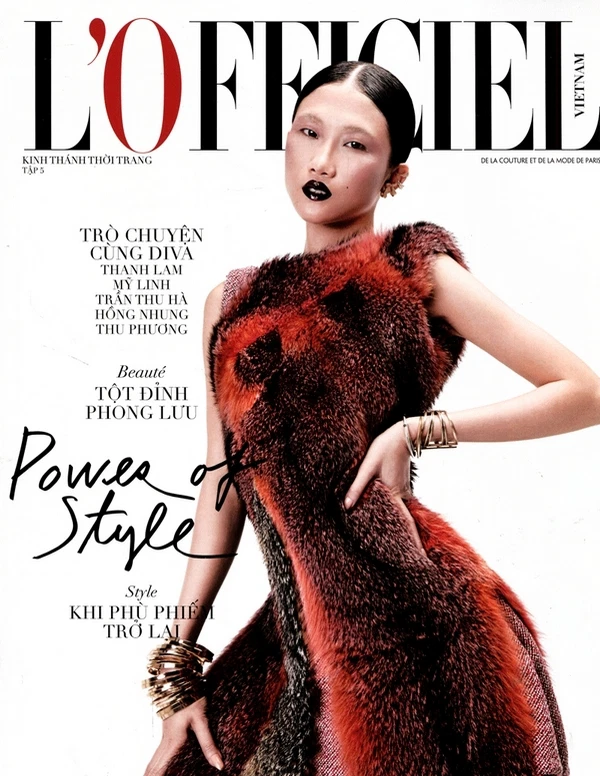 L'OFFICIEL
VIETNAM
KINH THÁNH THỜI TRANG
TẬP 5
DE LA COUTURE ET DE LA MODE DE PARIS
TRÒ CHUYỆN
CÙNG DIVA
THANH LAM
MỸ LINH
TRẦN THU HÀ
HỒNG NHUNG
THU PHƯƠNG
Beauté
TỘT ĐỈNH
PHONG LƯU
Power of
Style
Style
KHI PHÙ PHIẾM
TRỞ LẠI